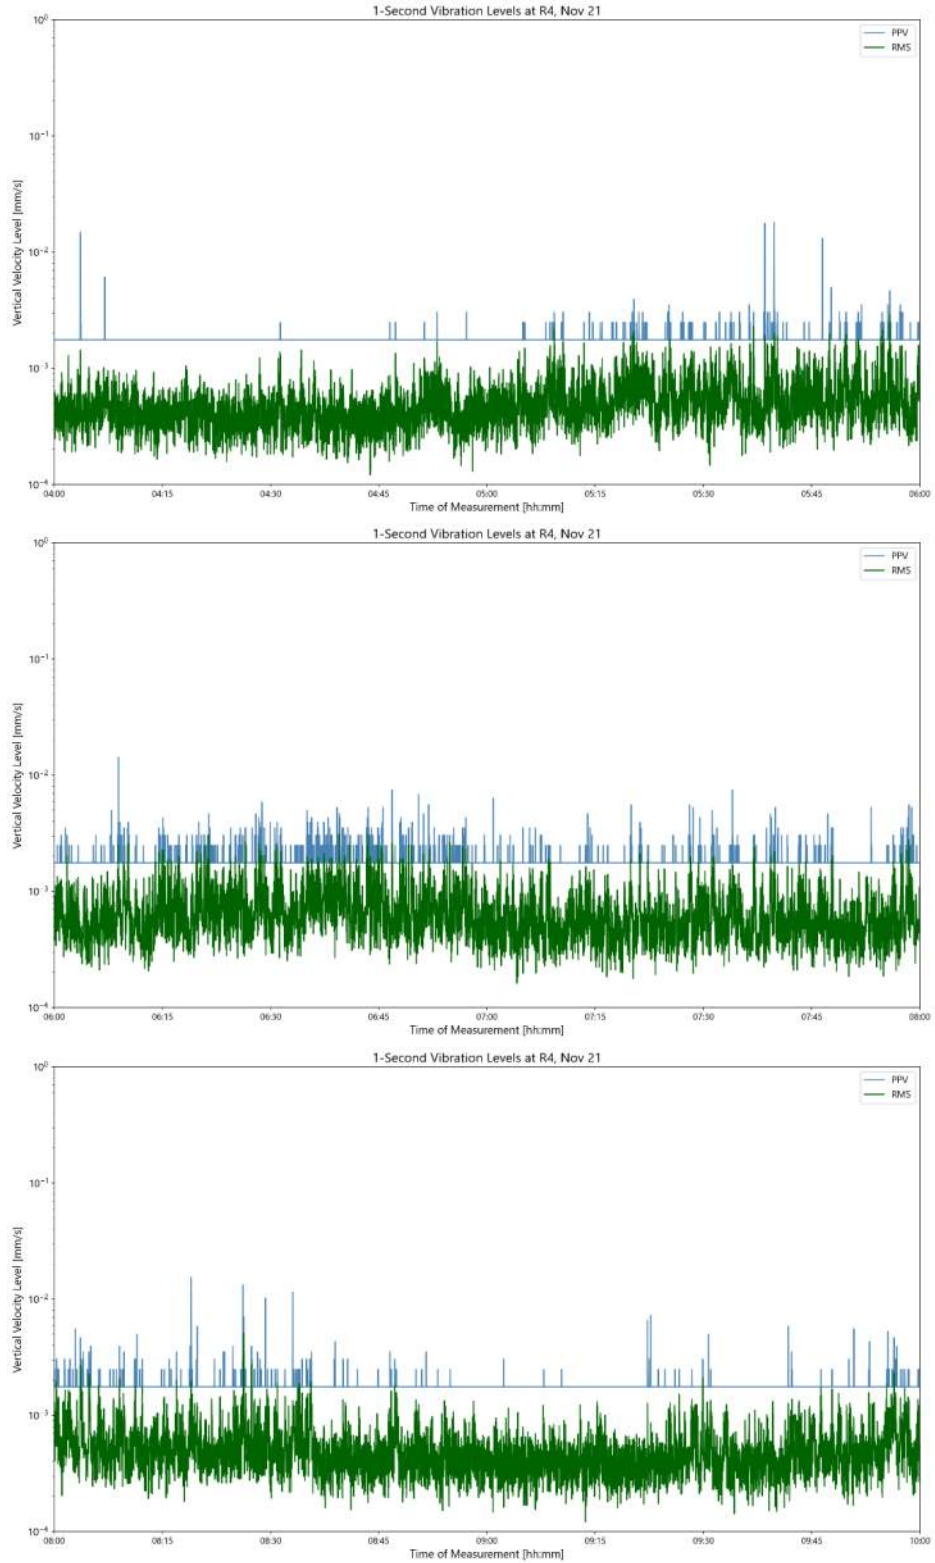 1-Second Vibration Levels at R4, Nov 21
10⁰
PPV
RMS
10⁻¹
Vertical Velocity Level [mm/s]
10⁻²
10⁻³
10⁻⁴
04:00 04:15 04:30 04:45 05:00 05:15 05:30 05:45 06:00
Time of Measurement [hh:mm]
1-Second Vibration Levels at R4, Nov 21
10⁰
PPV
RMS
10⁻¹
Vertical Velocity Level [mm/s]
10⁻²
10⁻³
10⁻⁴
06:00 06:15 06:30 06:45 07:00 07:15 07:30 07:45 08:00
Time of Measurement [hh:mm]
1-Second Vibration Levels at R4, Nov 21
10⁰
PPV
RMS
10⁻¹
Vertical Velocity Level [mm/s]
10⁻²
10⁻³
10⁻⁴
08:00 08:15 08:30 08:45 09:00 09:15 09:30 09:45 10:00
Time of Measurement [hh:mm]